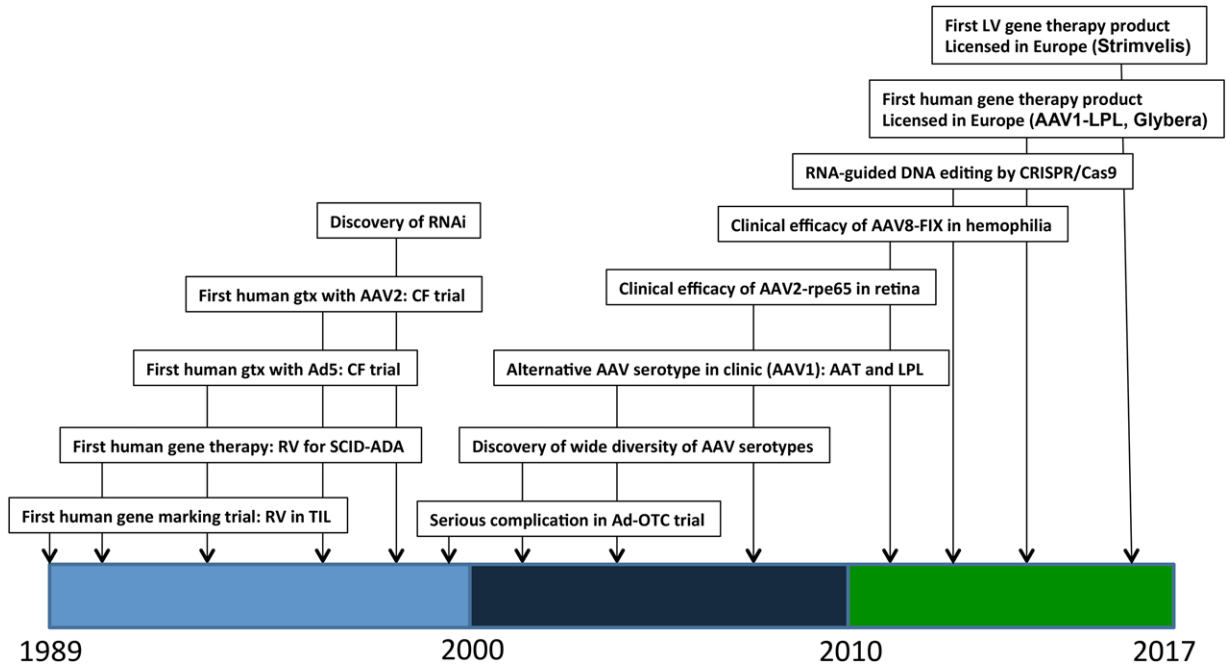 First LV gene therapy product
Licensed in Europe (Strimvelis)
First human gene therapy product
Licensed in Europe (AAV1-LPL, Glybera)
RNA-guided DNA editing by CRISPR/Cas9
Discovery of RNAi
Clinical efficacy of AAV8-FIX in hemophilia
First human gtx with AAV2: CF trial
Clinical efficacy of AAV2-rpe65 in retina
First human gtx with Ad5: CF trial
Alternative AAV serotype in clinic (AAV1): AAT and LPL
First human gene therapy: RV for SCID-ADA
Discovery of wide diversity of AAV serotypes
First human gene marking trial: RV in TIL
Serious complication in Ad-OTC trial
1989
2000
2010
2017